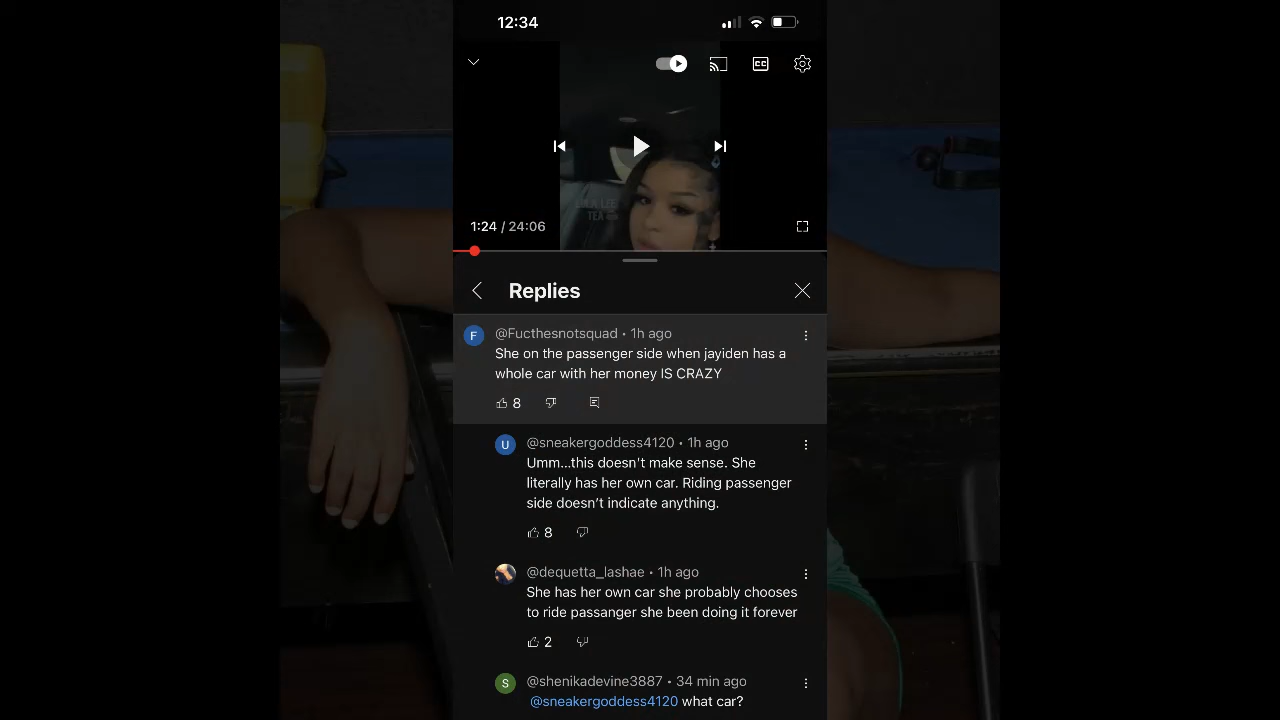 12:34
CC
LEE
TEA
1:24 / 24:06
Replies
F
@Fucthesnotsquad • 1h ago
She on the passenger side when jayiden has a
whole car with her money IS CRAZY
8
U
@sneakergoddess4120 • 1h ago
Umm...this doesn't make sense. She
literally has her own car. Riding passenger
side doesn’t indicate anything.
8
@dequetta_lashae • 1h ago
She has her own car she probably chooses
to ride passanger she been doing it forever
2
S
@shenikadevine3887 • 34 min ago
@sneakergoddess4120 what car?